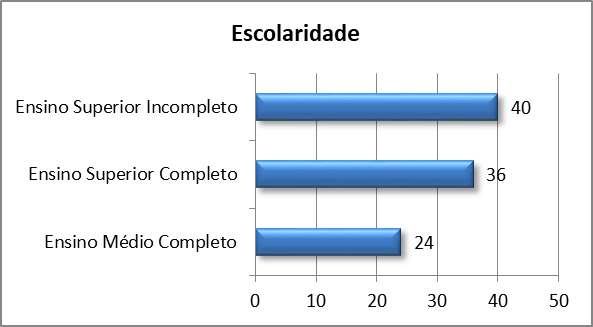 Escolaridade
Ensino Superior Incompleto 40
Ensino Superior Completo 36
Ensino Médio Completo 24
0 10 20 30 40 50